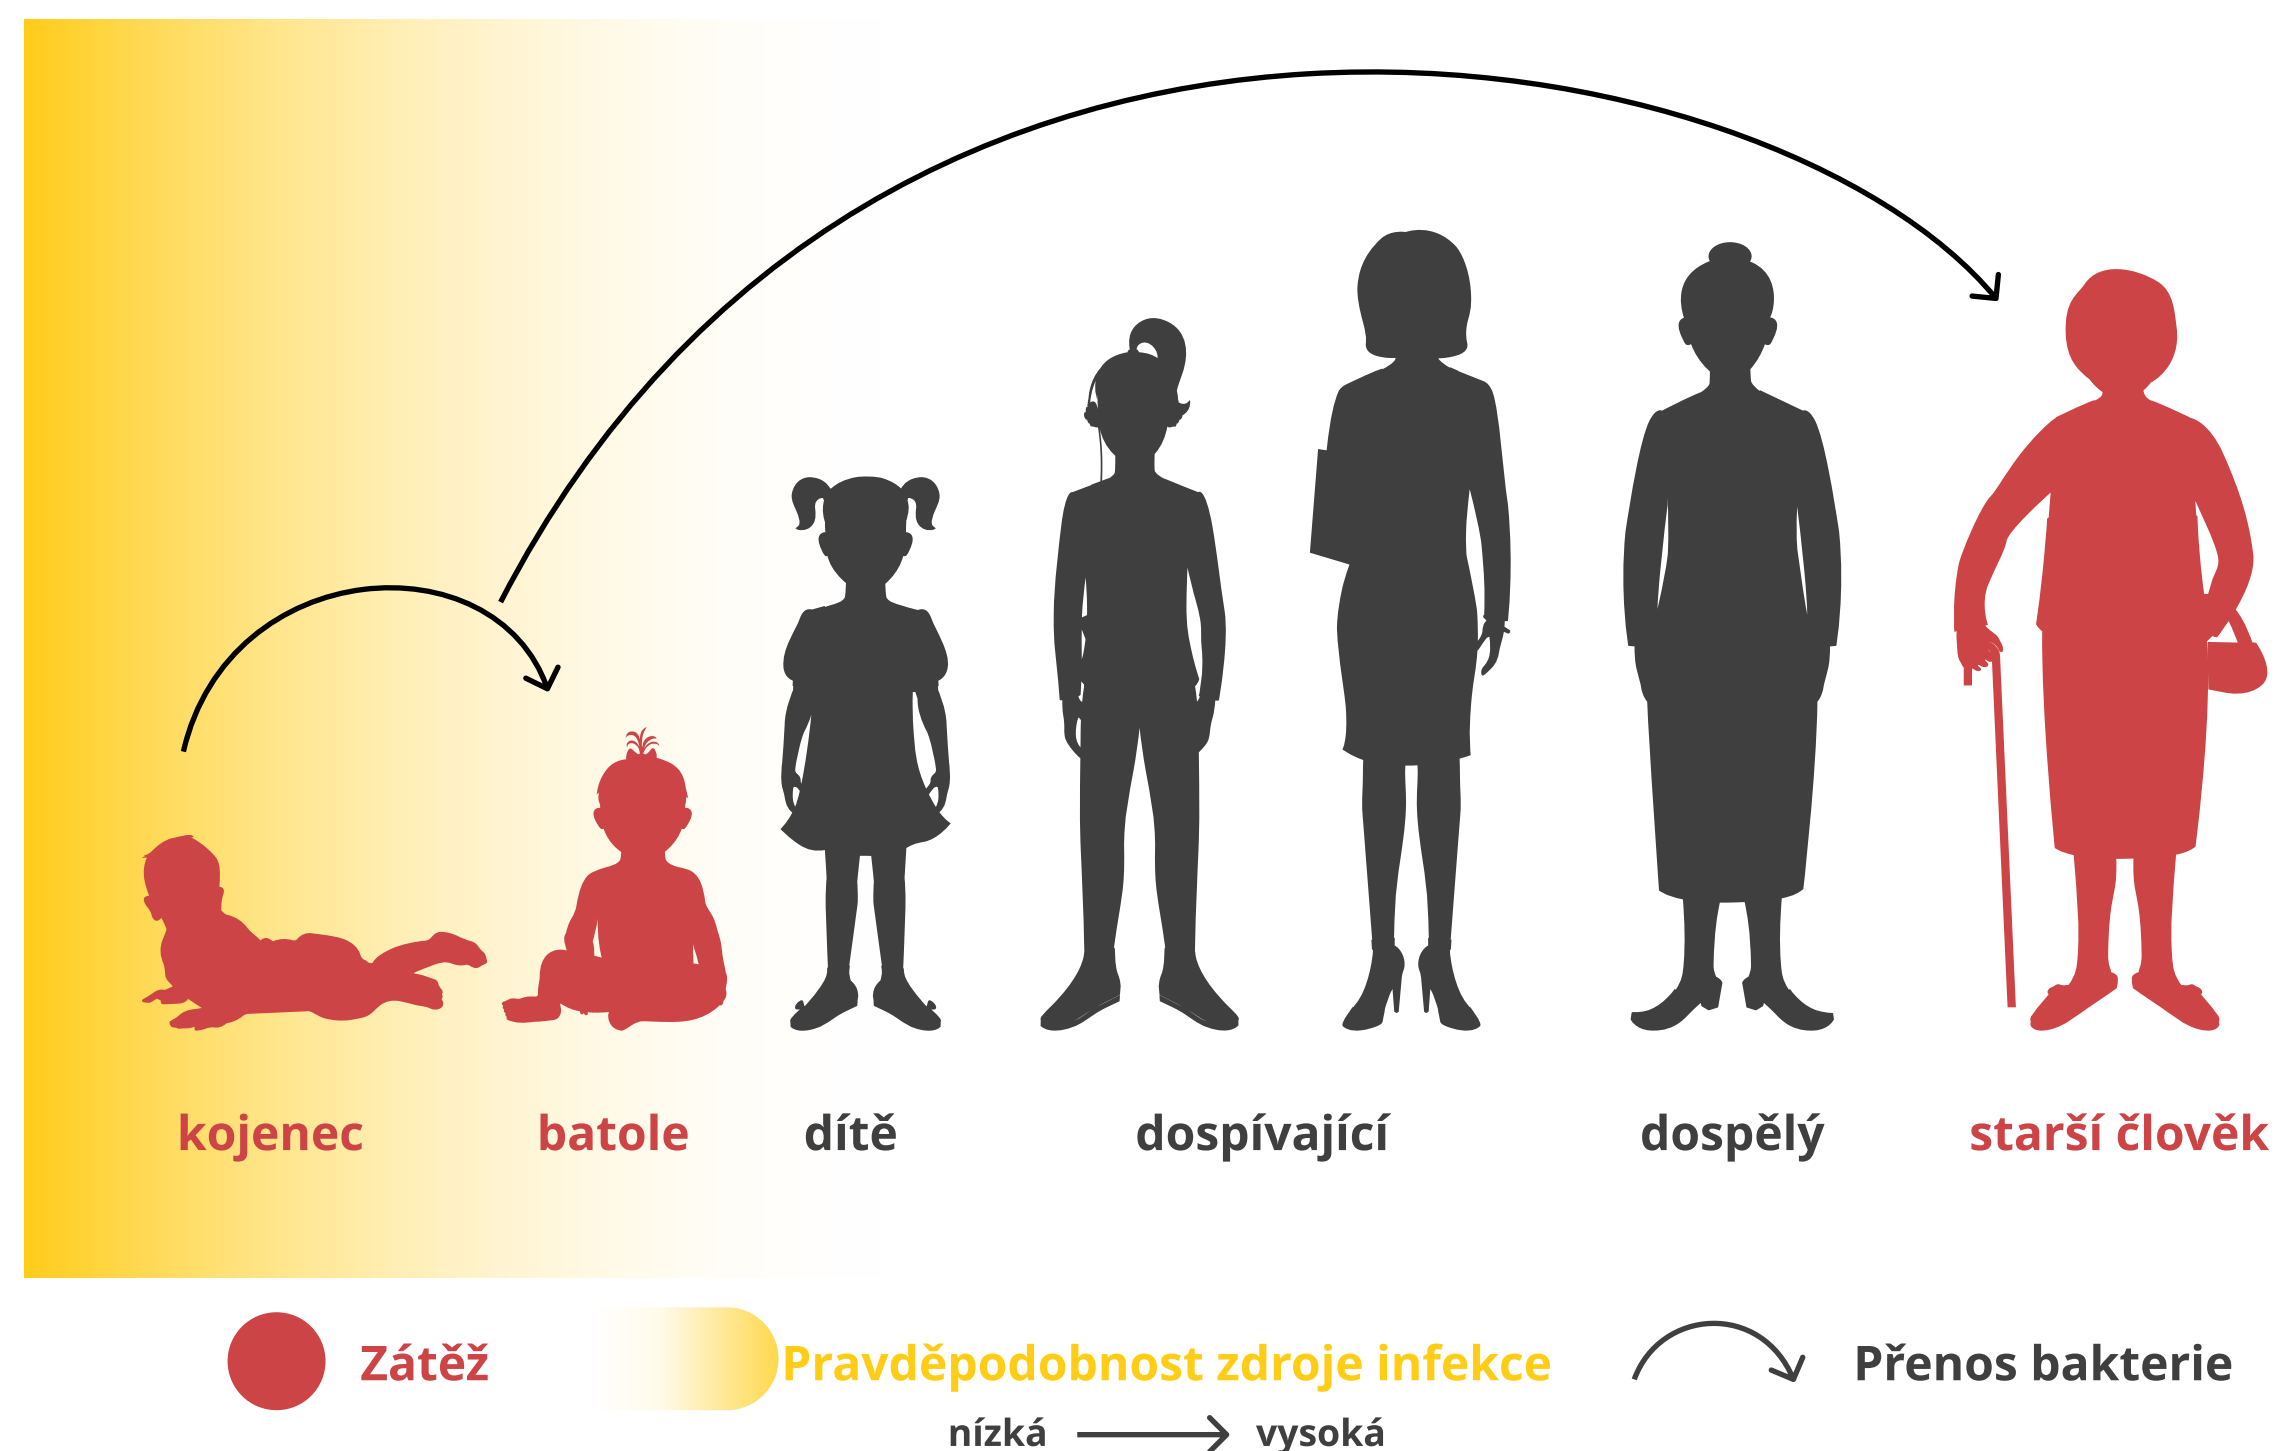 kojenec batole dítě dospívající dospělý starší člověk
Zátěž Pravděpodobnost zdroje infekce Přenos bakterie
nízká vysoká